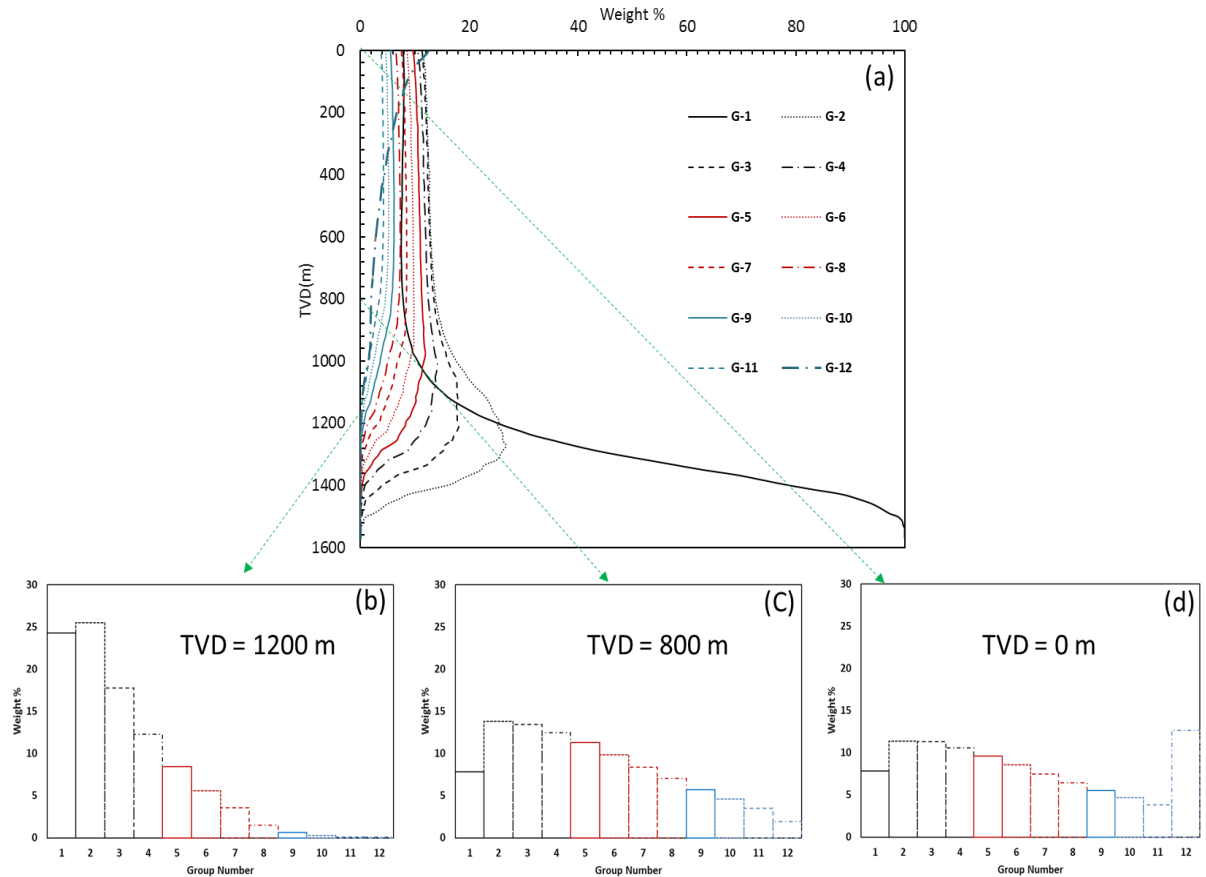 Weight %
0 20 40 60 80 100
(a)
TVD(m)
0
200
400
600
800
1000
1200
1400
1600
G-1 G-2
G-3 G-4
G-5 G-6
G-7 G-8
G-9 G-10
G-11 G-12
(b)
TVD = 1200 m
Weight %
30
25
20
15
10
5
0
1 2 3 4 5 6 7 8 9 10 11 12
Group Number
(C)
TVD = 800 m
Weight %
30
25
20
15
10
5
0
1 2 3 4 5 6 7 8 9 10 11 12
Group Number
(d)
TVD = 0 m
Weight %
30
25
20
15
10
5
0
1 2 3 4 5 6 7 8 9 10 11 12
Group Number